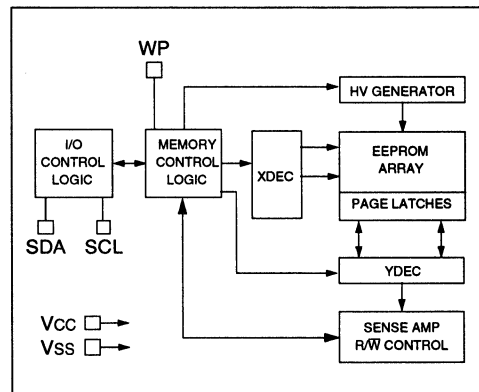 WP
HV GENERATOR
I/O
CONTROL
LOGIC
MEMORY
CONTROL
LOGIC
XDEC
EEPROM
ARRAY
PAGE LATCHES
SDA
SCL
YDEC
VCC
VSS
SENSE AMP
R/W̅ CONTROL